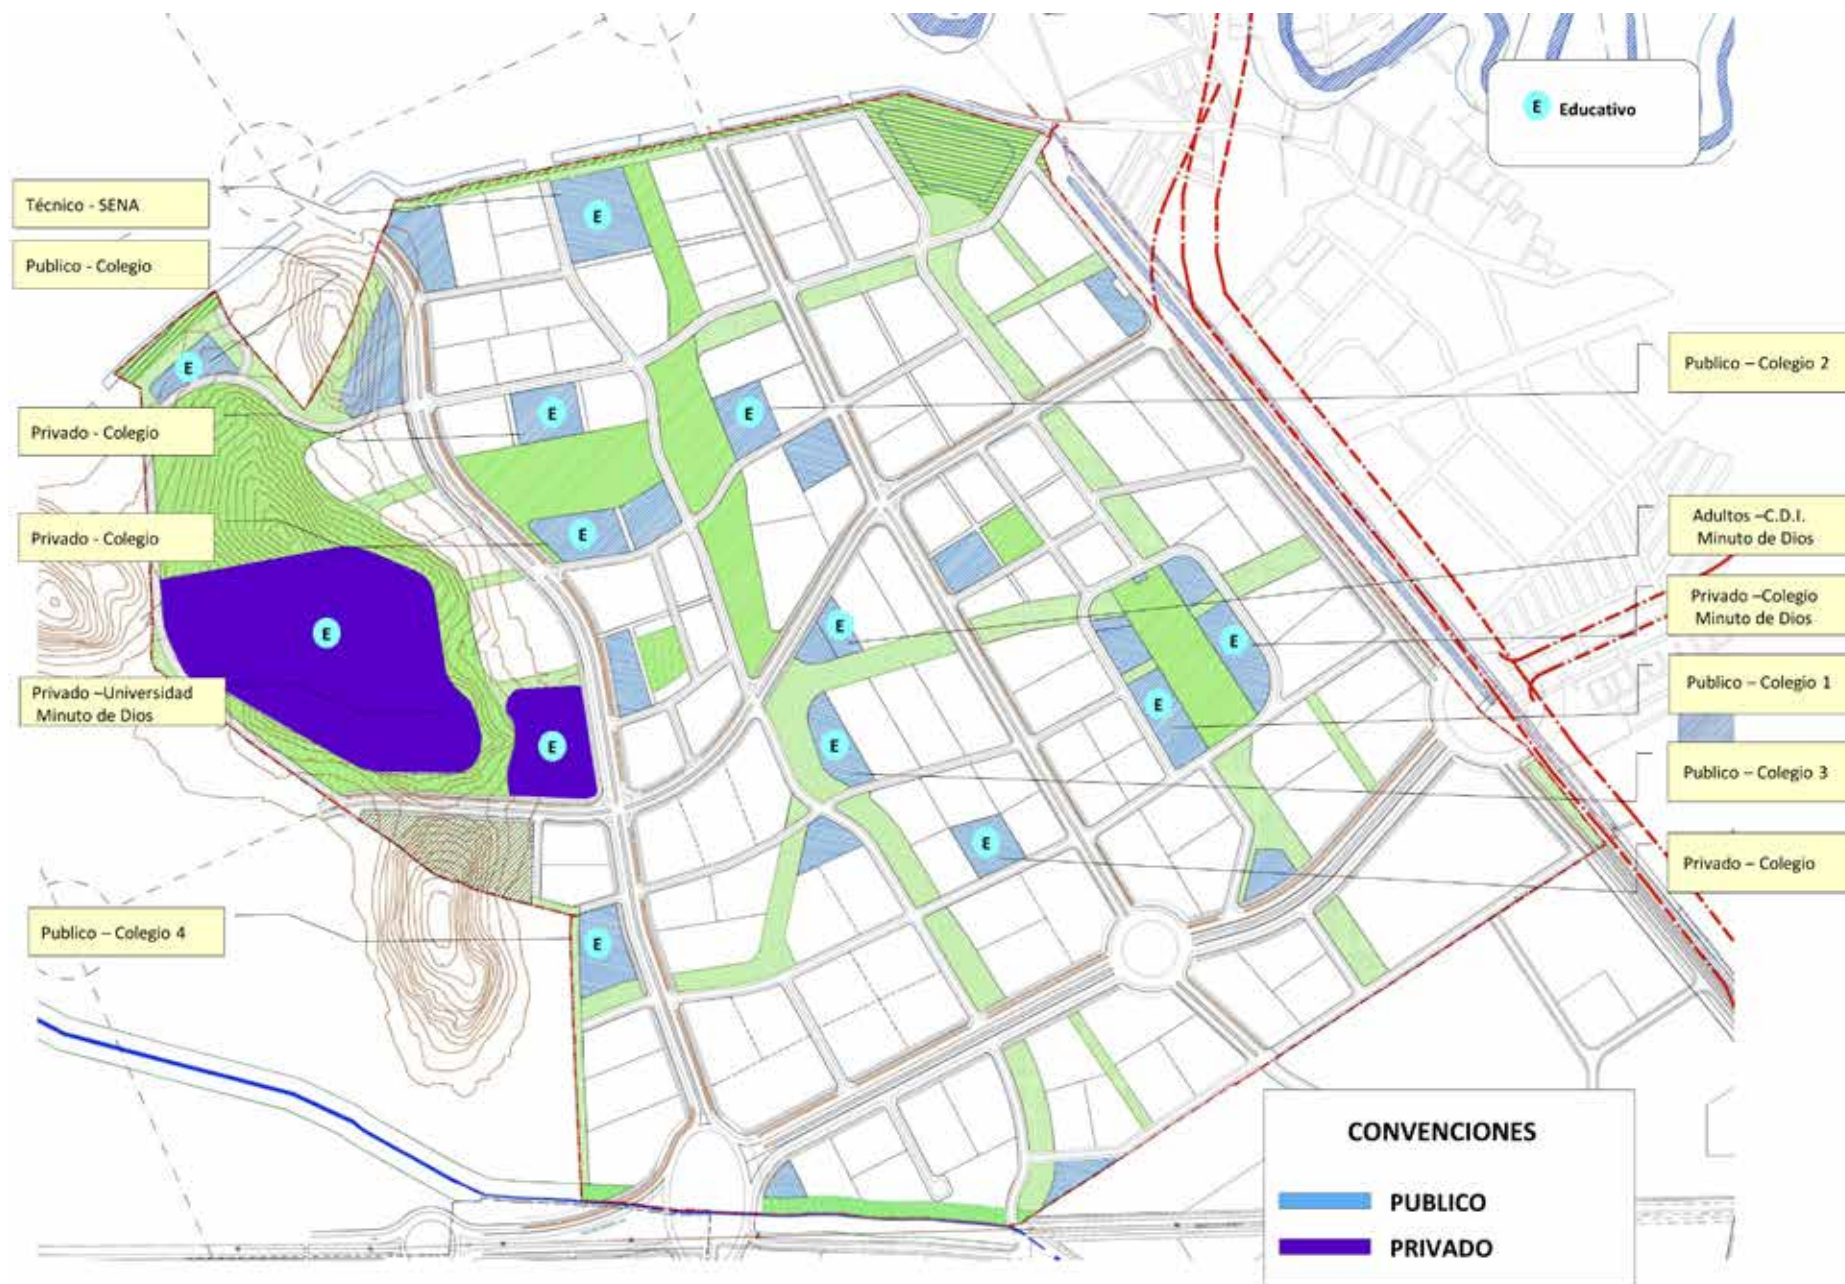 E Educativo
Técnico - SENA
Publico - Colegio
Privado - Colegio
Privado - Colegio
Privado –Universidad
Minuto de Dios
Publico – Colegio 4
Publico – Colegio 2
Adultos –C.D.I.
Minuto de Dios
Privado –Colegio
Minuto de Dios
Publico – Colegio 1
Publico – Colegio 3
Privado – Colegio
E
E
E
E
E
E
E
E
E
E
E
E
E
E
CONVENCIONES
PUBLICO
PRIVADO